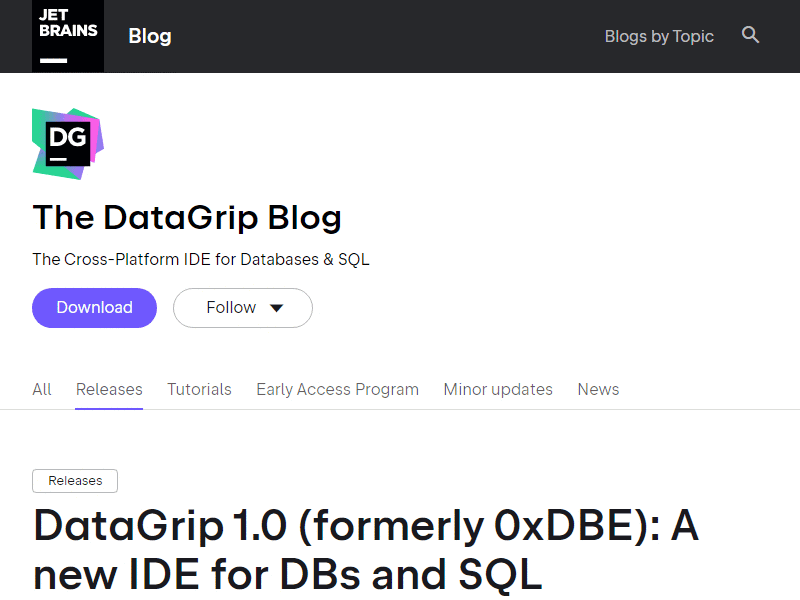 JET
BRAINS
Blog
Blogs by Topic
DG
The DataGrip Blog
The Cross-Platform IDE for Databases & SQL
Download
Follow
All Releases Tutorials Early Access Program Minor updates News
Releases
DataGrip 1.0 (formerly 0xDBE): A
new IDE for DBs and SQL